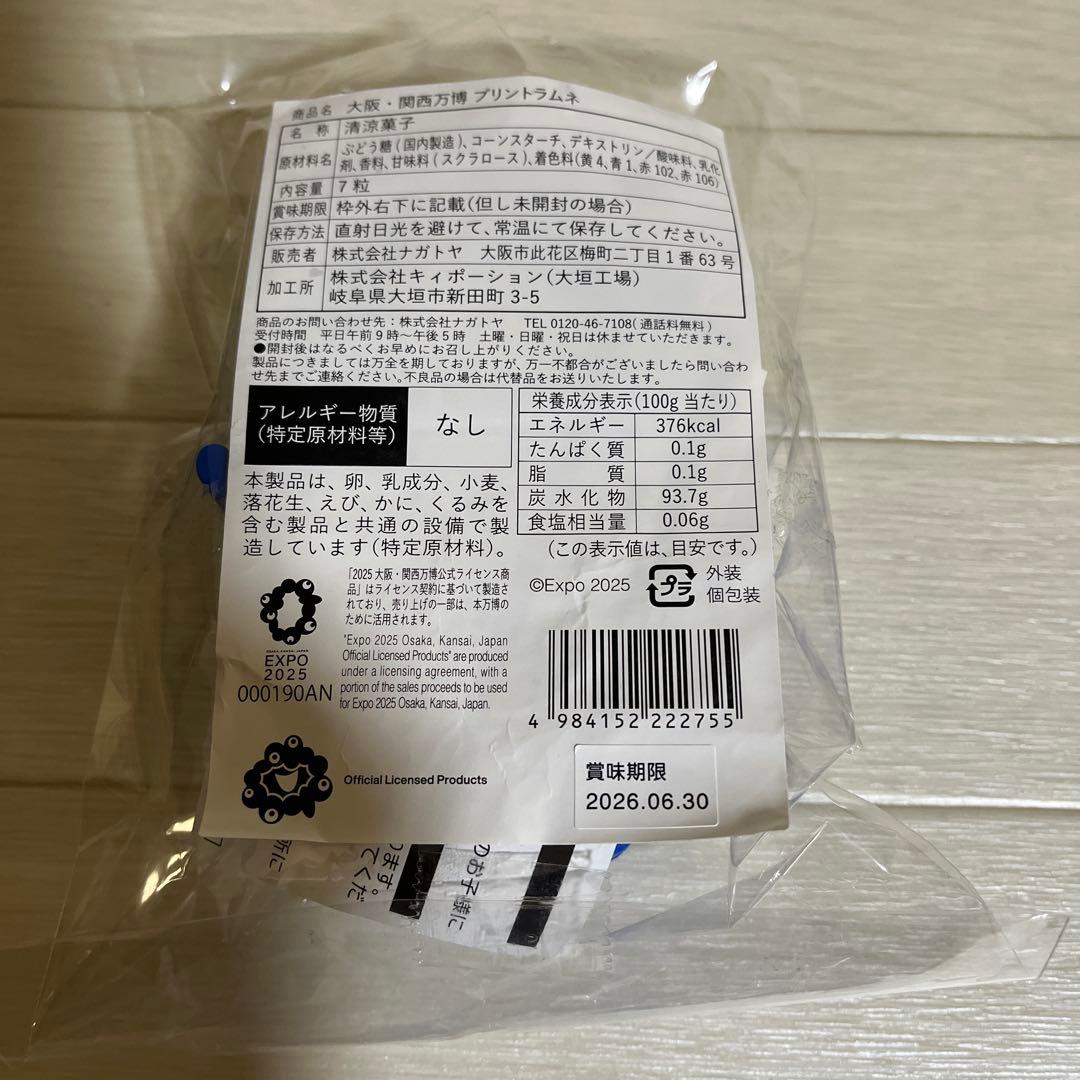 商品名 大阪・関西万博 プリントラムネ
名称 清涼菓子
原材料名 ぶどう糖(国内製造)、コーンスターチ、デキストリン/酸味料、乳化
剤、香料、甘味料(スクラロース)、着色料(黄4、青1、赤102、赤106)
内容量 7粒
賞味期限 枠外右下に記載(但し未開封の場合)
保存方法 直射日光を避けて、常温にて保存してください。
販売者 株式会社ナガトヤ 大阪市此花区梅町二丁目1番63号
加工所 株式会社キィポーション(大垣工場)
岐阜県大垣市新田町3-5
商品のお問い合わせ先:株式会社ナガトヤ TEL 0120-46-7108(通話料無料)
受付時間 平日午前9時〜午後5時 土曜・日曜・祝日は休ませていただきます。
●開封後はなるべくお早めにお召し上がりください。
製品につきましては万全を期しておりますが、万一不都合がございましたら問い合わ
せ先までご連絡ください。不良品の場合は代替品をお送りいたします。
アレルギー物質
(特定原材料等)
なし
本製品は、卵、乳成分、小麦、
落花生、えび、かに、くるみを
含む製品と共通の設備で製
造しています(特定原材料)。
栄養成分表示(100g当たり)
エネルギー 376kcal
たんぱく質 0.1g
脂質 0.1g
炭水化物 93.7g
食塩相当量 0.06g
(この表示値は、目安です。)
「2025大阪・関西万博公式ライセンス商
品」はライセンス契約に基づいて製造さ
れており、売り上げの一部は、本万博の
ために活用されます。
"Expo 2025 Osaka, Kansai, Japan
Official Licensed Products" are produced
under a licensing agreement, with a
portion of the sales proceeds to be used
for Expo 2025 Osaka, Kansai, Japan.
OSAKA, KANSAI, JAPAN
EXPO
2025
000190AN
©Expo 2025
プラ
外装
個包装
4 984152 222755
Official Licensed Products
賞味期限
2026.06.30
所に
ます。
てくだ
のお子様に